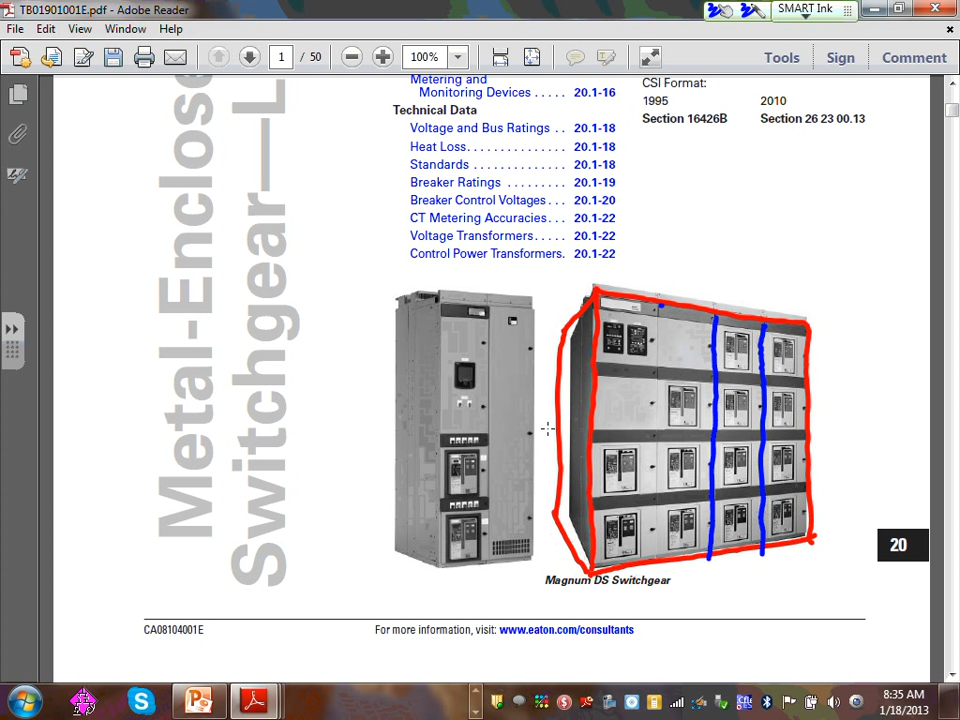 TB01901001E.pdf - Adobe Reader
SMART Ink
File Edit View Window Help
1 / 50 100% Tools Sign Comment
Metering and
Monitoring Devices . . . . . 20.1-16
Technical Data
Voltage and Bus Ratings . . 20.1-18
Heat Loss. . . . . . . . . . . . . . . 20.1-18
Standards . . . . . . . . . . . . . . 20.1-18
Breaker Ratings . . . . . . . . . 20.1-19
Breaker Control Voltages . . . 20.1-20
CT Metering Accuracies. . . 20.1-22
Voltage Transformers. . . . . 20.1-22
Control Power Transformers. 20.1-22
CSI Format:
1995 2010
Section 16426B Section 26 23 00.13
Metal-Enclose
Switchgear—L
20
Magnum DS Switchgear
CA08104001E For more information, visit: www.eaton.com/consultants
8:35 AM
1/18/2013